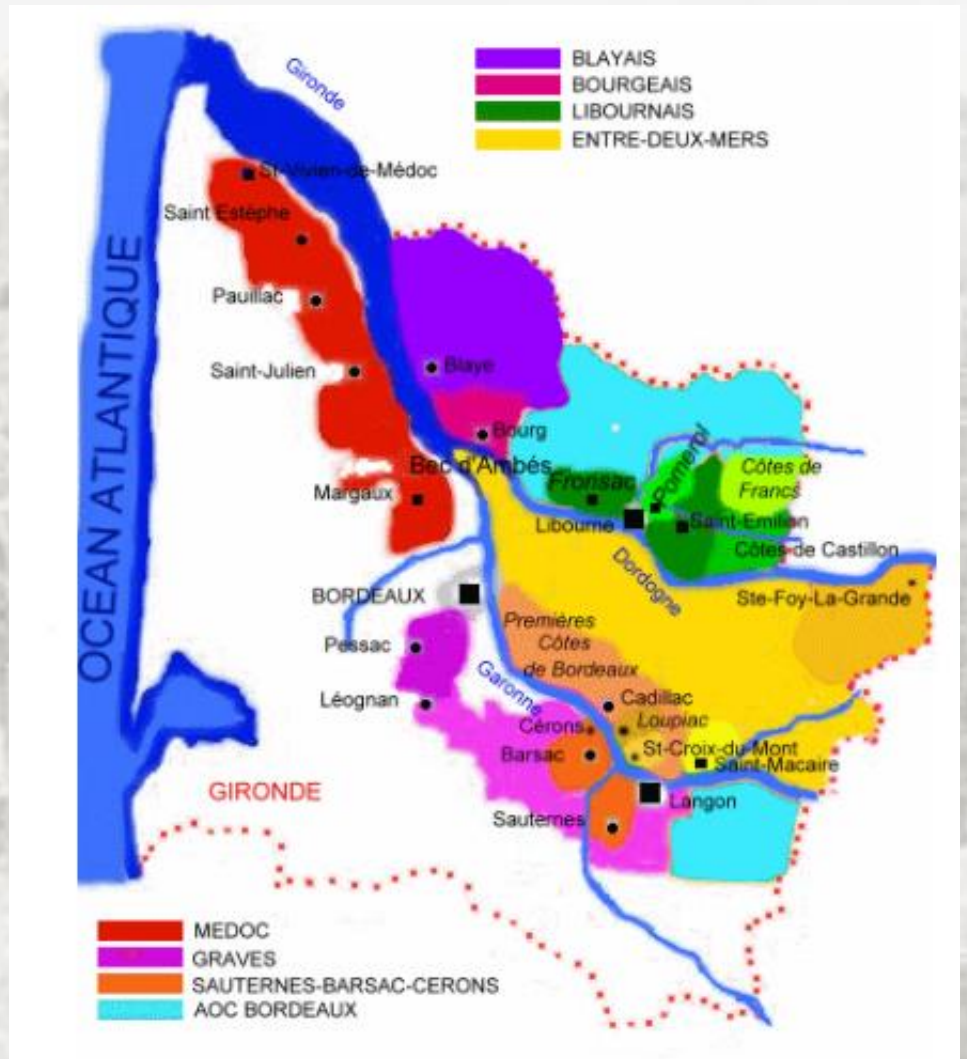 Gironde
BLAYAIS
BOURGEAIS
LIBOURNAIS
ENTRE-DEUX-MERS
St-Vivien-de-Médoc
Saint Estéphe
OCEAN ATLANTIQUE
Pauillac
Saint-Julien
Blaye
Bourg
Bec d'Ambés
Margaux
Fronsac
Pomerol
Côtes de
Francs
Libourne
Saint-Emilion
Côtes de Castillon
Dordogne
BORDEAUX
Ste-Foy-La-Grande
Premières
Côtes
de Bordeaux
Pessac
Garonne
Léognan
Cadillac
Cérons
Loupiac
Barsac
St-Croix-du-Mont
Saint-Macaire
GIRONDE
Langon
Sauternes
MEDOC
GRAVES
SAUTERNES-BARSAC-CERONS
AOC BORDEAUX